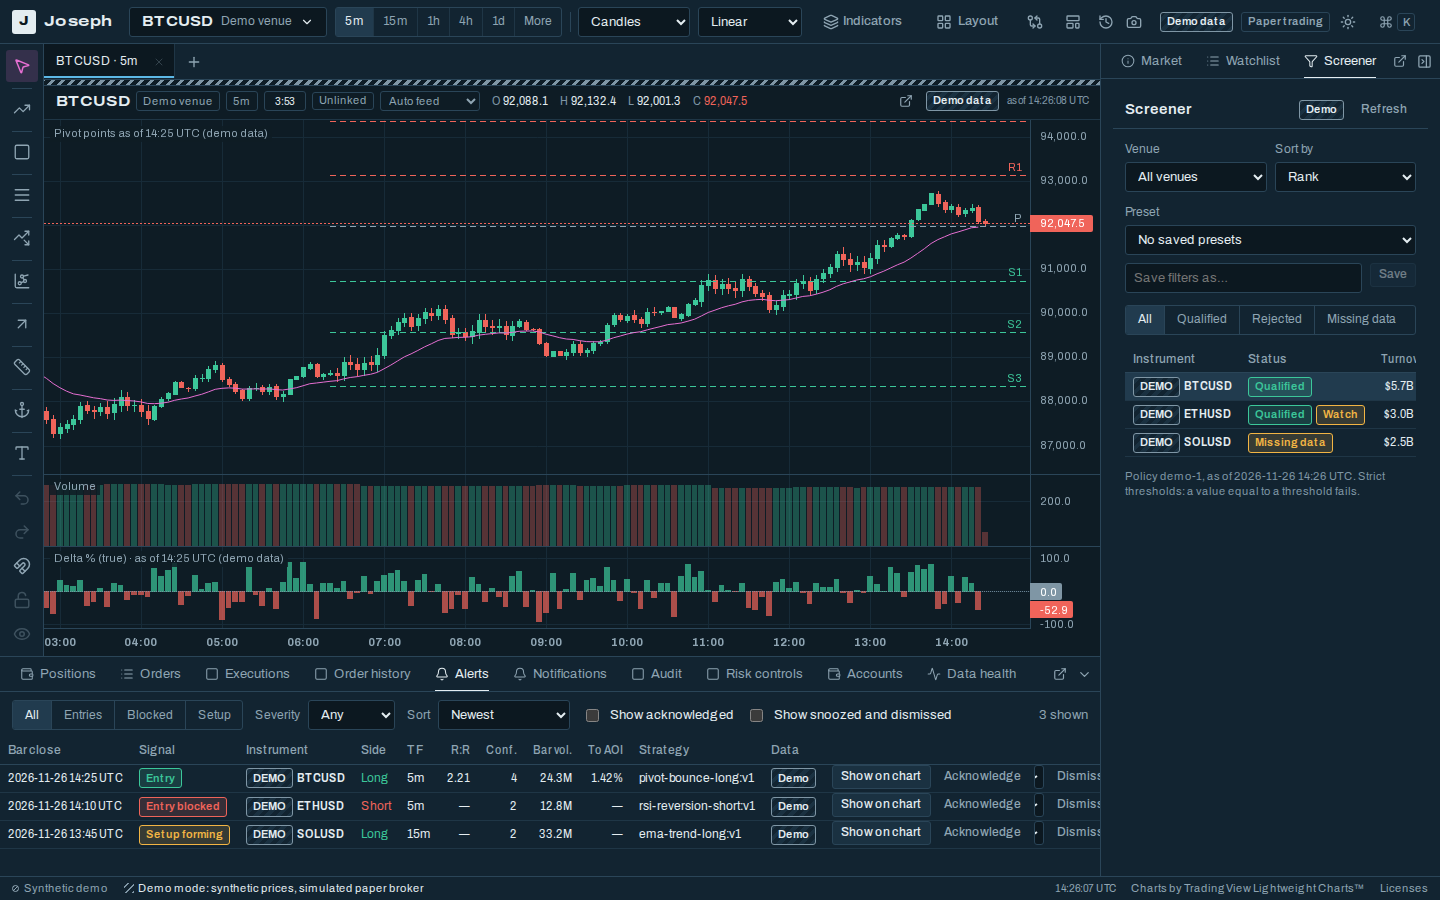 J Joseph BTCUSD Demo venue 5m 15m 1h 4h 1d More Candles Linear Indicators Layout Demo data Paper trading ⌘ K
BTCUSD · 5m × +
Market Watchlist Screener
BTCUSD Demo venue 5m 3:53 Unlinked Auto feed O 92,088.1 H 92,132.4 L 92,001.3 C 92,047.5 Demo data as of 14:26:08 UTC
Pivot points as of 14:25 UTC (demo data)
R1
P
S1
S2
S3
94,000.0
93,000.0
92,047.5
91,000.0
90,000.0
89,000.0
88,000.0
87,000.0
Volume
200.0
Delta % (true) · as of 14:25 UTC (demo data)
100.0
0.0
-52.9
-100.0
03:00 04:00 05:00 06:00 07:00 08:00 09:00 10:00 11:00 12:00 13:00 14:00
Screener Demo Refresh
Venue Sort by
All venues Rank
Preset
No saved presets
Save filters as... Save
All Qualified Rejected Missing data
Instrument Status Turnov
DEMO BTCUSD Qualified $5.7B
DEMO ETHUSD Qualified Watch $3.0B
DEMO SOLUSD Missing data $2.5B
Policy demo-1, as of 2026-11-26 14:26 UTC. Strict
thresholds: a value equal to a threshold fails.
Positions Orders Executions Order history Alerts Notifications Audit Risk controls Accounts Data health
All Entries Blocked Setup Severity Any Sort Newest Show acknowledged Show snoozed and dismissed 3 shown
Bar close Signal Instrument Side TF R:R Conf. Bar vol. To AOI Strategy Data
2026-11-26 14:25 UTC Entry DEMO BTCUSD Long 5m 2.21 4 24.3M 1.42% pivot-bounce-long:v1 Demo Show on chart Acknowledge Dismiss
2026-11-26 14:10 UTC Entry blocked DEMO ETHUSD Short 5m — 2 12.8M — rsi-reversion-short:v1 Demo Show on chart Acknowledge Dismiss
2026-11-26 13:45 UTC Setup forming DEMO SOLUSD Long 15m — 2 33.2M — ema-trend-long:v1 Demo Show on chart Acknowledge Dismiss
Synthetic demo Demo mode: synthetic prices, simulated paper broker 14:26:07 UTC Charts by TradingView Lightweight Charts™ Licenses